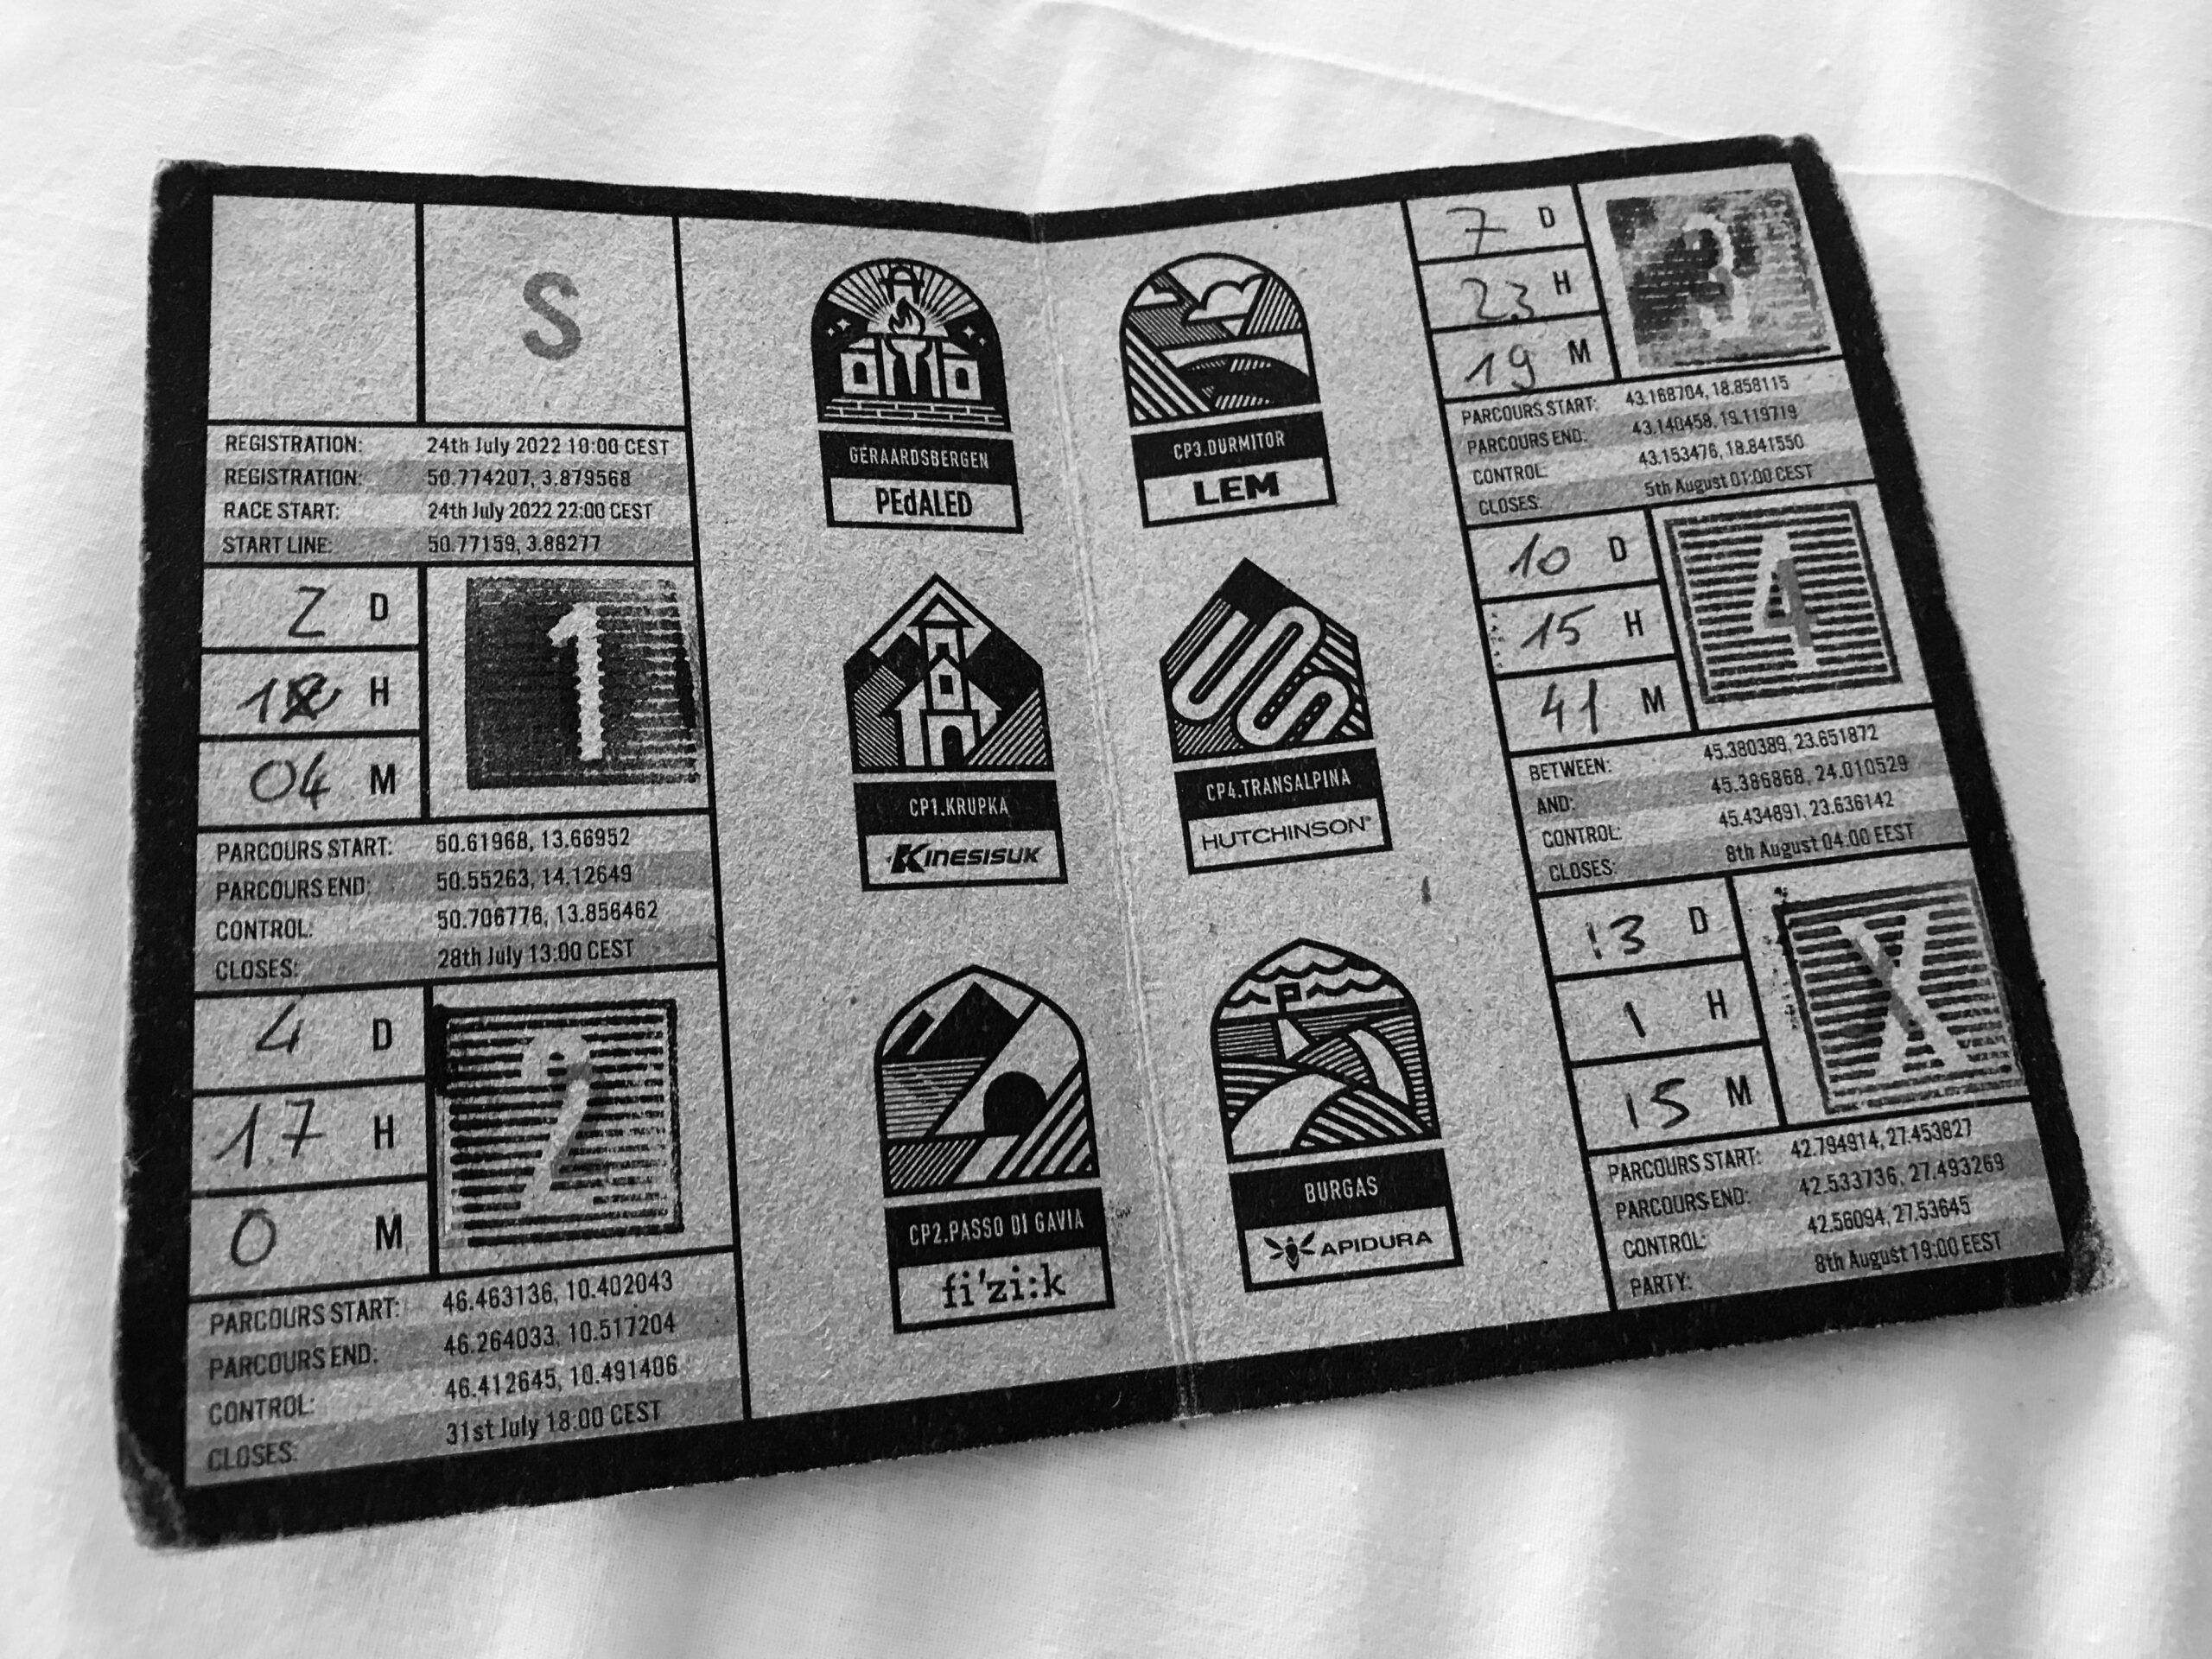 S
REGISTRATION: 24th July 2022 10:00 CEST
REGISTRATION: 50.774207, 3.879568
RACE START: 24th July 2022 22:00 CEST
START LINE: 50.77159, 3.88277
2 D
H
04 M
1
PARCOURS START: 50.61968, 13.66952
PARCOURS END: 50.55263, 14.12649
CONTROL: 50.706776, 13.856462
CLOSES: 28th July 13:00 CEST
4 D
17 H
0 M
2
PARCOURS START: 46.463136, 10.402043
PARCOURS END: 46.264033, 10.517204
CONTROL: 46.412645, 10.491406
CLOSES: 31st July 18:00 CEST
GERAARDSBERGEN
PEdALED
CP1.KRUPKA
KINESISUK
CP2.PASSO DI GAVIA
fi'zi:k
CP3.DURMITOR
LEM
CP4.TRANSALPINA
HUTCHINSON
BURGAS
APIDURA
7 D
23 H
19 M
3
PARCOURS START: 43.168704, 18.858115
PARCOURS END: 43.140458, 19.119719
CONTROL: 43.153476, 18.841550
CLOSES: 5th August 01:00 CEST
10 D
15 H
41 M
4
BETWEEN: 45.380389, 23.651872
AND: 45.386868, 24.010529
CONTROL: 45.434891, 23.636142
CLOSES: 8th August 04:00 EEST
13 D
1 H
15 M
X
PARCOURS START: 42.794914, 27.453827
PARCOURS END: 42.533736, 27.493269
CONTROL: 42.56094, 27.53645
PARTY: 8th August 19:00 EEST